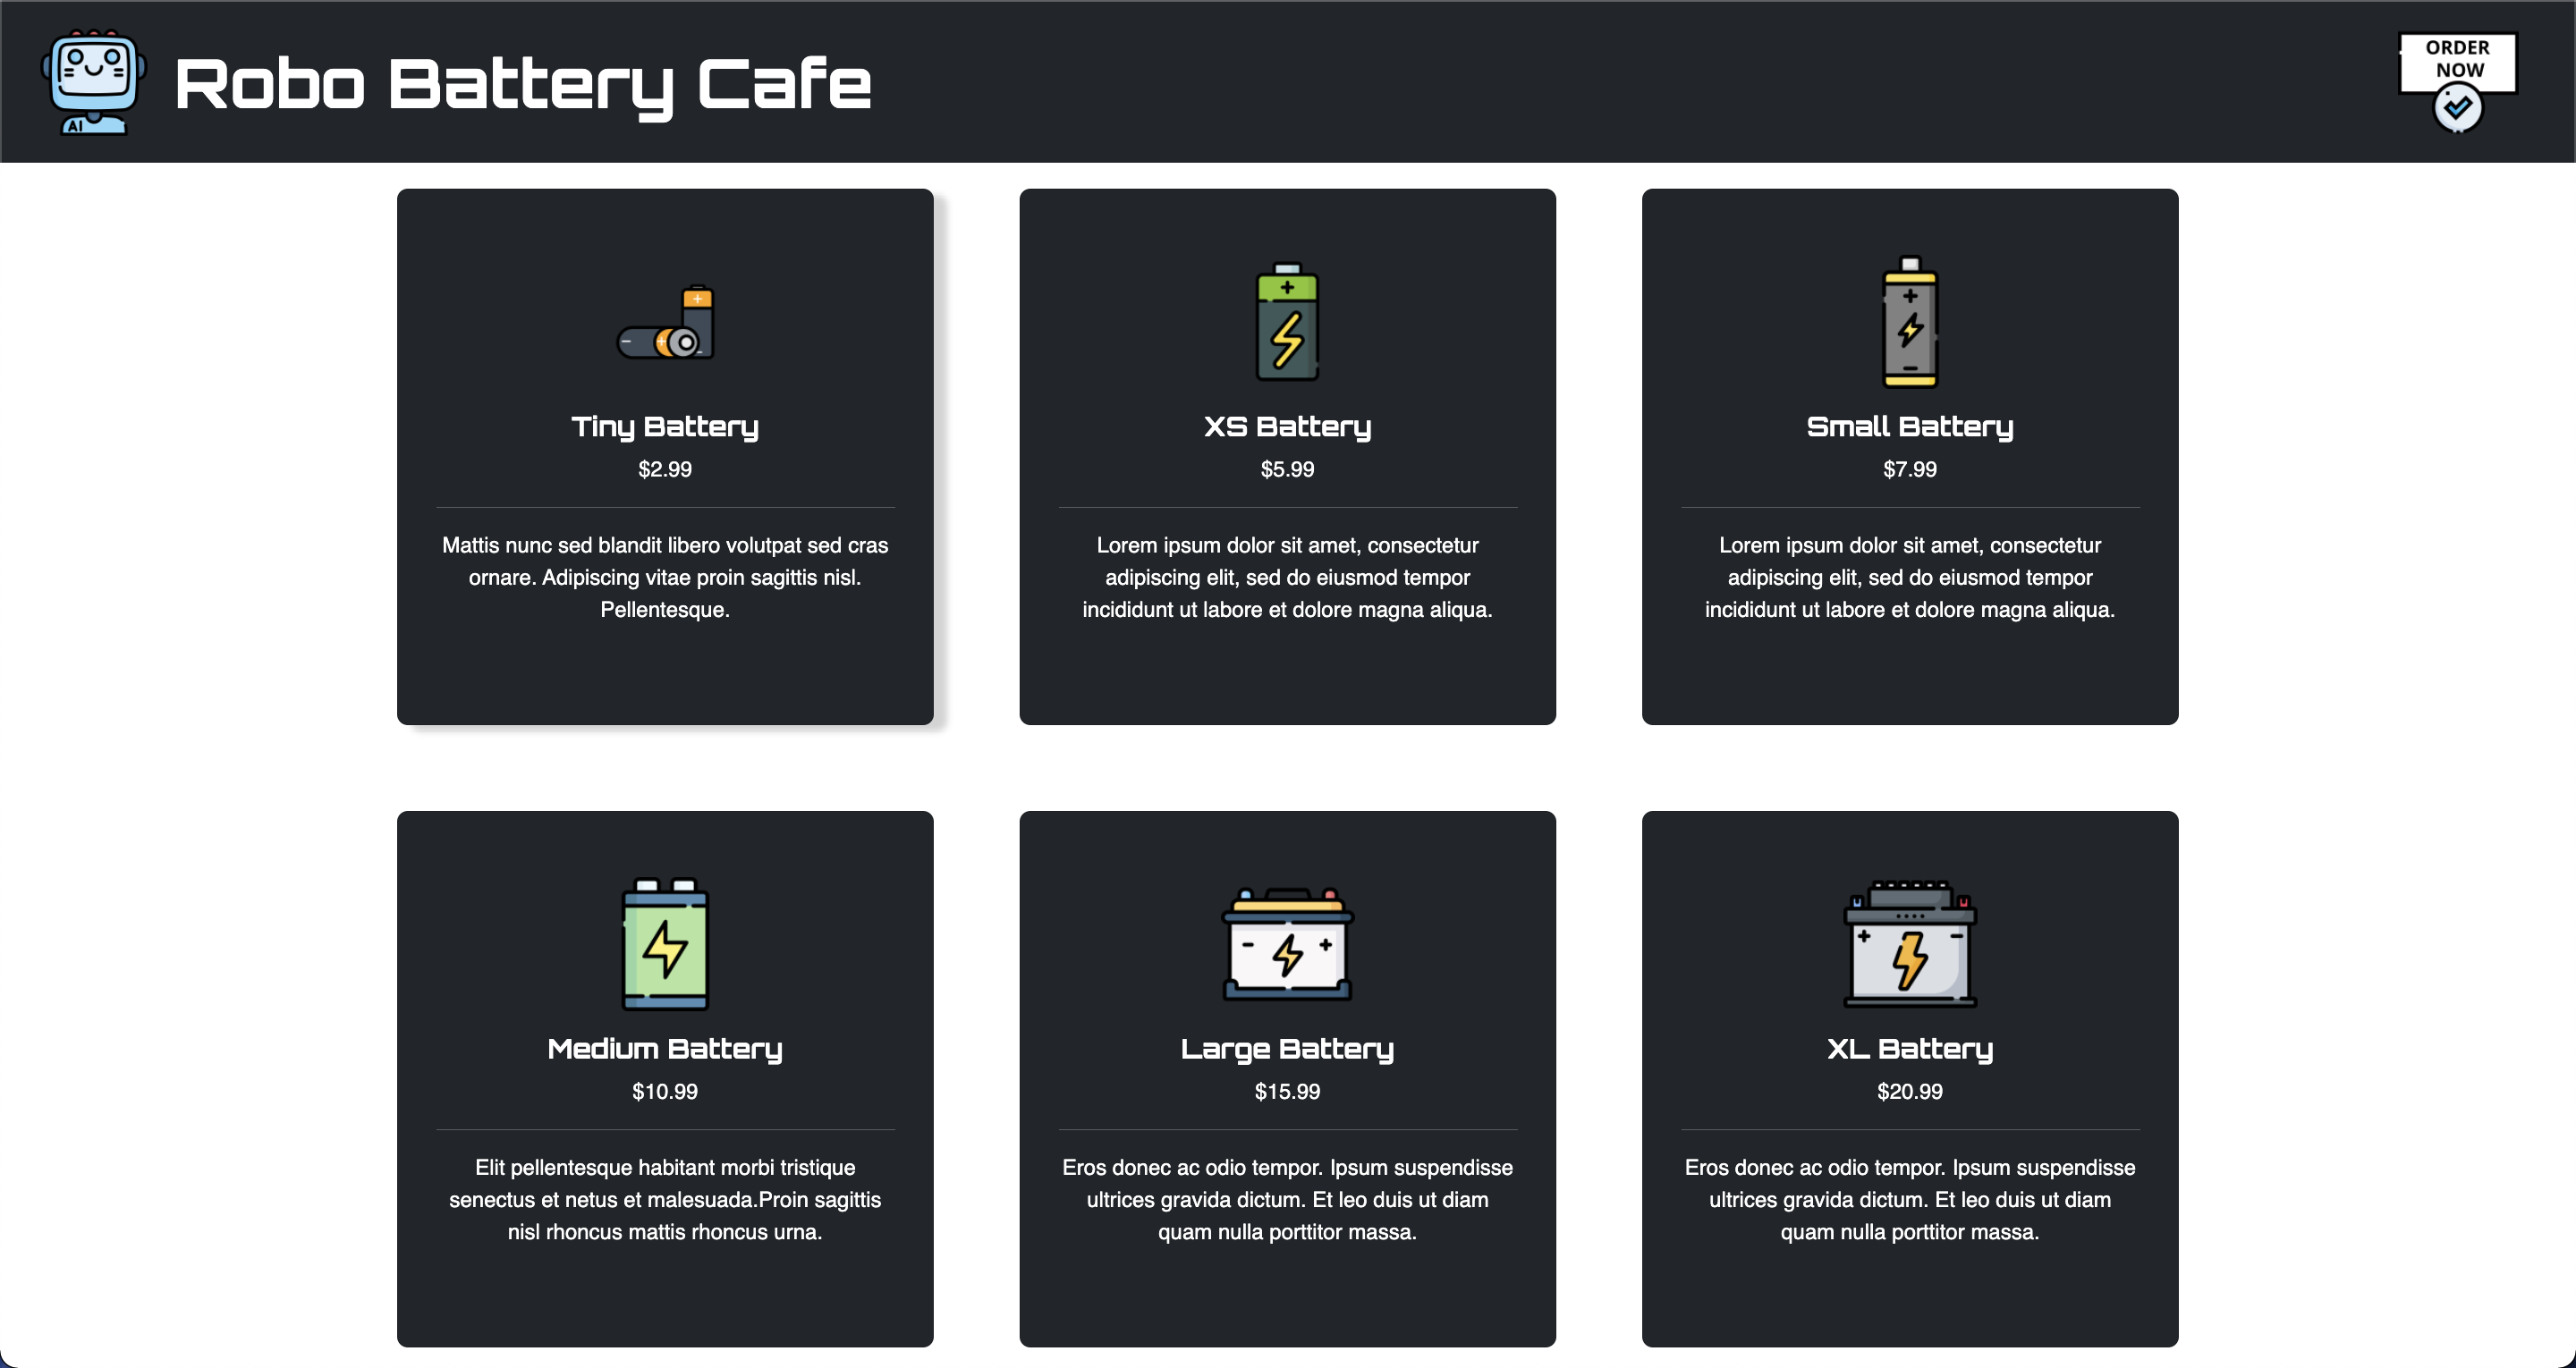 AI
Robo Battery Cafe
ORDER
NOW
Tiny Battery
$2.99
Mattis nunc sed blandit libero volutpat sed cras
ornare. Adipiscing vitae proin sagittis nisl.
Pellentesque.
XS Battery
$5.99
Lorem ipsum dolor sit amet, consectetur
adipiscing elit, sed do eiusmod tempor
incididunt ut labore et dolore magna aliqua.
Small Battery
$7.99
Lorem ipsum dolor sit amet, consectetur
adipiscing elit, sed do eiusmod tempor
incididunt ut labore et dolore magna aliqua.
Medium Battery
$10.99
Elit pellentesque habitant morbi tristique
senectus et netus et malesuada.Proin sagittis
nisl rhoncus mattis rhoncus urna.
Large Battery
$15.99
Eros donec ac odio tempor. Ipsum suspendisse
ultrices gravida dictum. Et leo duis ut diam
quam nulla porttitor massa.
XL Battery
$20.99
Eros donec ac odio tempor. Ipsum suspendisse
ultrices gravida dictum. Et leo duis ut diam
quam nulla porttitor massa.